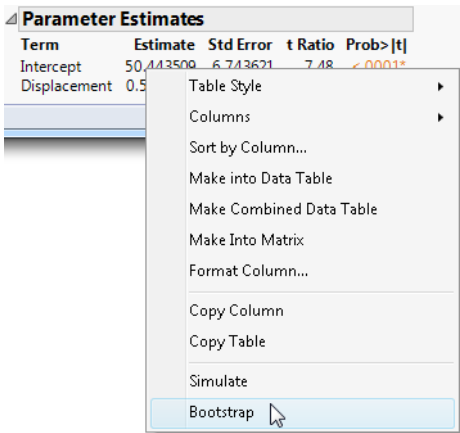 Parameter Estimates
Term Estimate Std Error t Ratio Prob>|t|
Intercept 50.443509 6.743621 7.48 <.0001*
Displacement 0.5
Table Style
Columns
Sort by Column...
Make into Data Table
Make Combined Data Table
Make Into Matrix
Format Column...
Copy Column
Copy Table
Simulate
Bootstrap